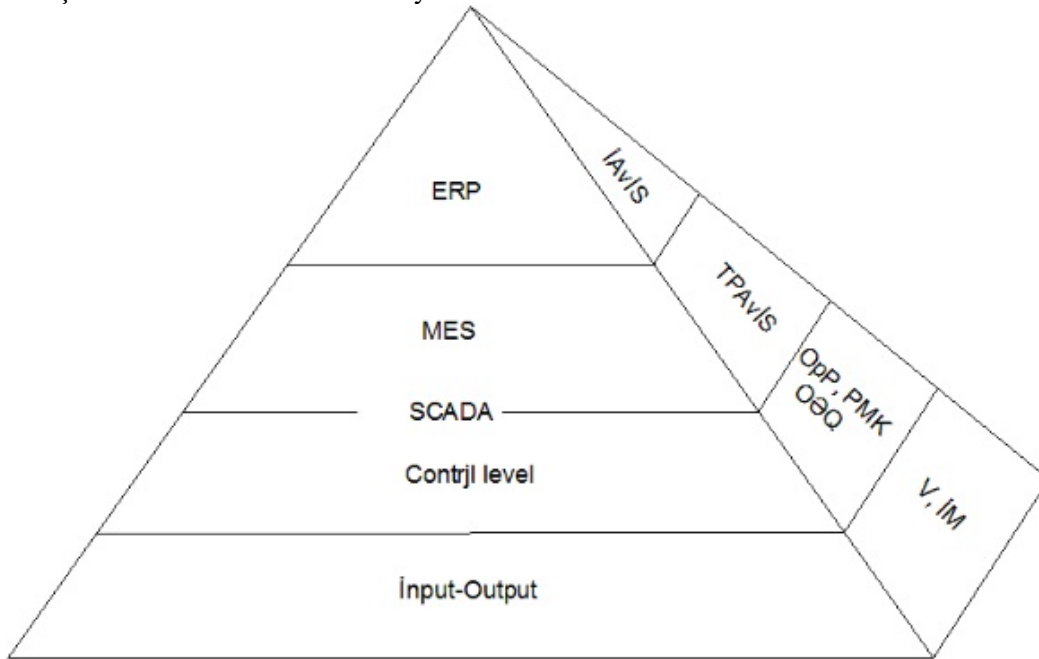 ERP
İAvİS
MES
TPAvİS
SCADA
OpP, PMK
OƏQ
Contrjl level
V, İM
İnput-Output